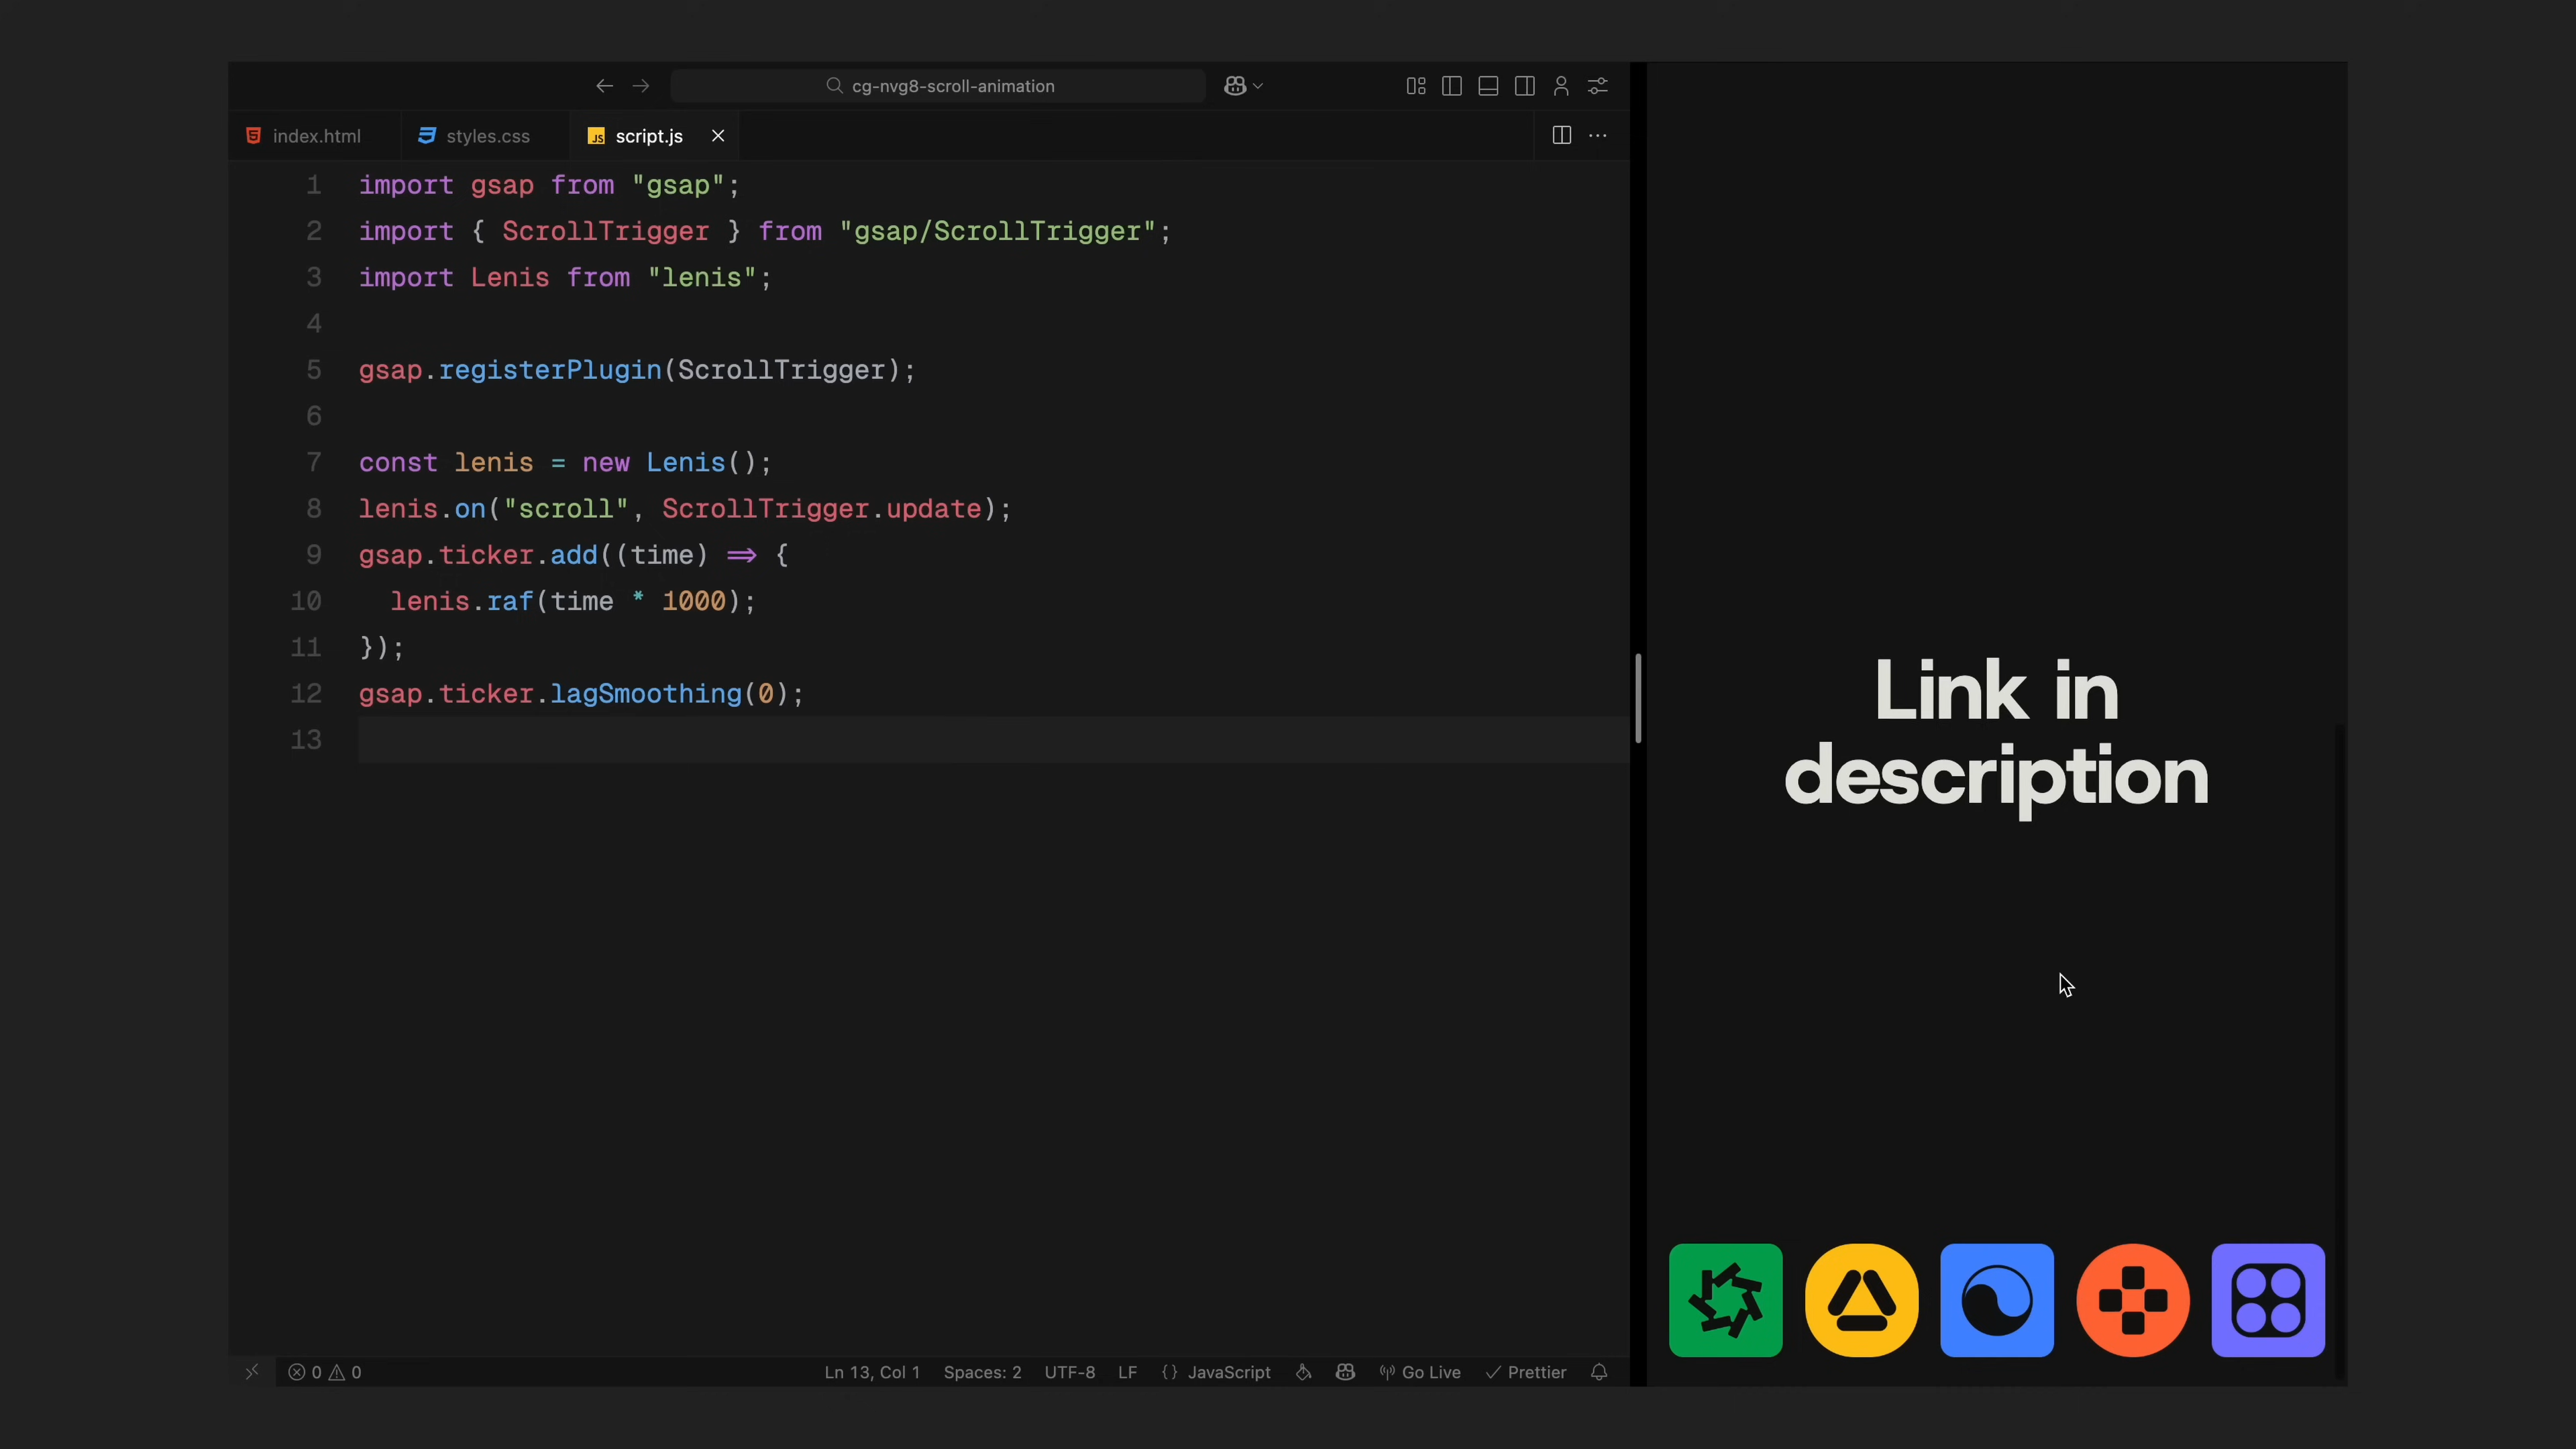 cg-nvg8-scroll-animation
index.html
styles.css
JS script.js
1 import gsap from "gsap";
2 import { ScrollTrigger } from "gsap/ScrollTrigger";
3 import Lenis from "lenis";
4
5 gsap.registerPlugin(ScrollTrigger);
6
7 const lenis = new Lenis();
8 lenis.on("scroll", ScrollTrigger.update);
9 gsap.ticker.add((time) => {
10 lenis.raf(time * 1000);
11 });
12 gsap.ticker.lagSmoothing(0);
13
0 0
Ln 13, Col 1
Spaces: 2
UTF-8
LF
{} JavaScript
Go Live
Prettier
Link in
description